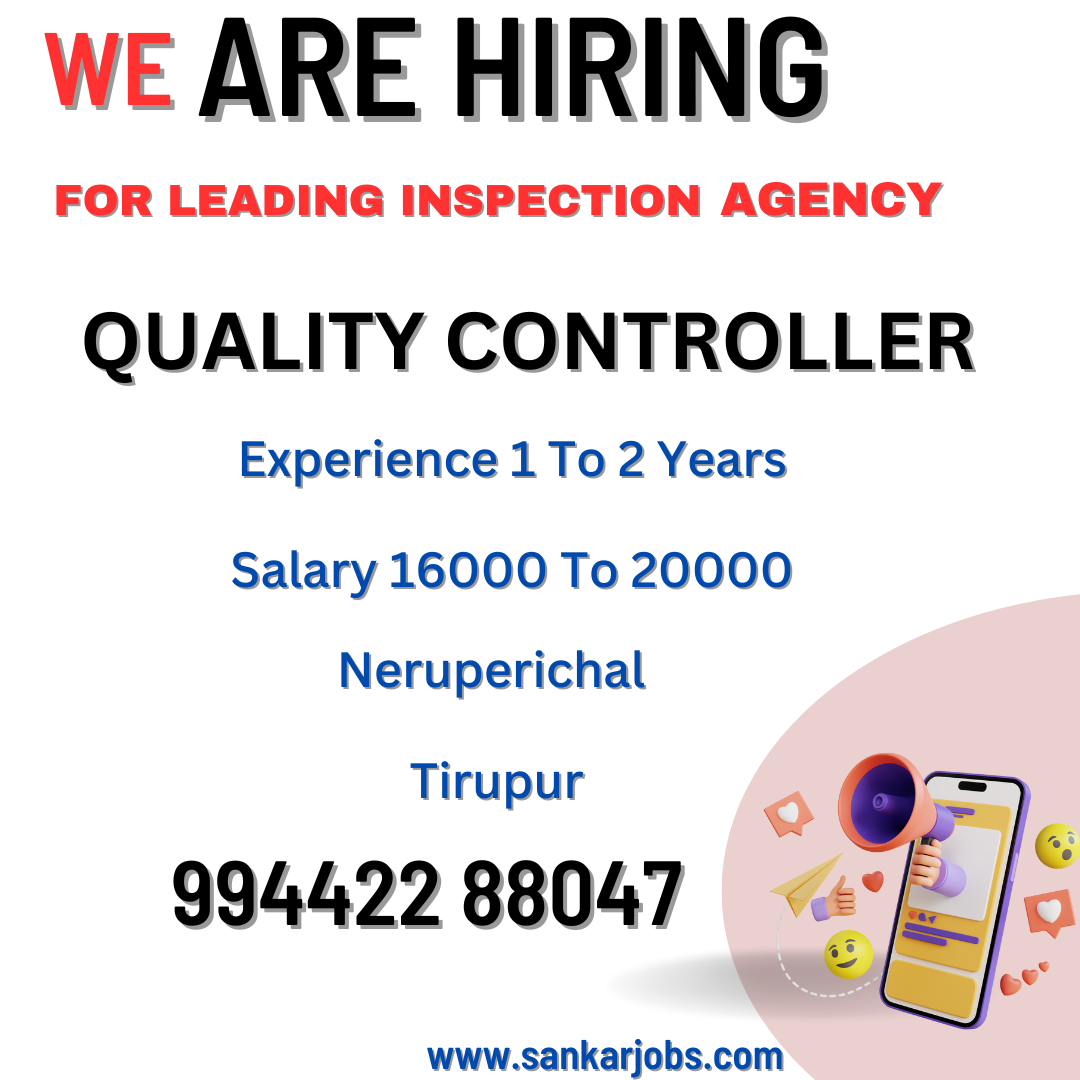 WE ARE HIRING
FOR LEADING INSPECTION AGENCY
QUALITY CONTROLLER
Experience 1 To 2 Years
Salary 16000 To 20000
Neruperichal
Tirupur
994422 88047
www.sankarjobs.com